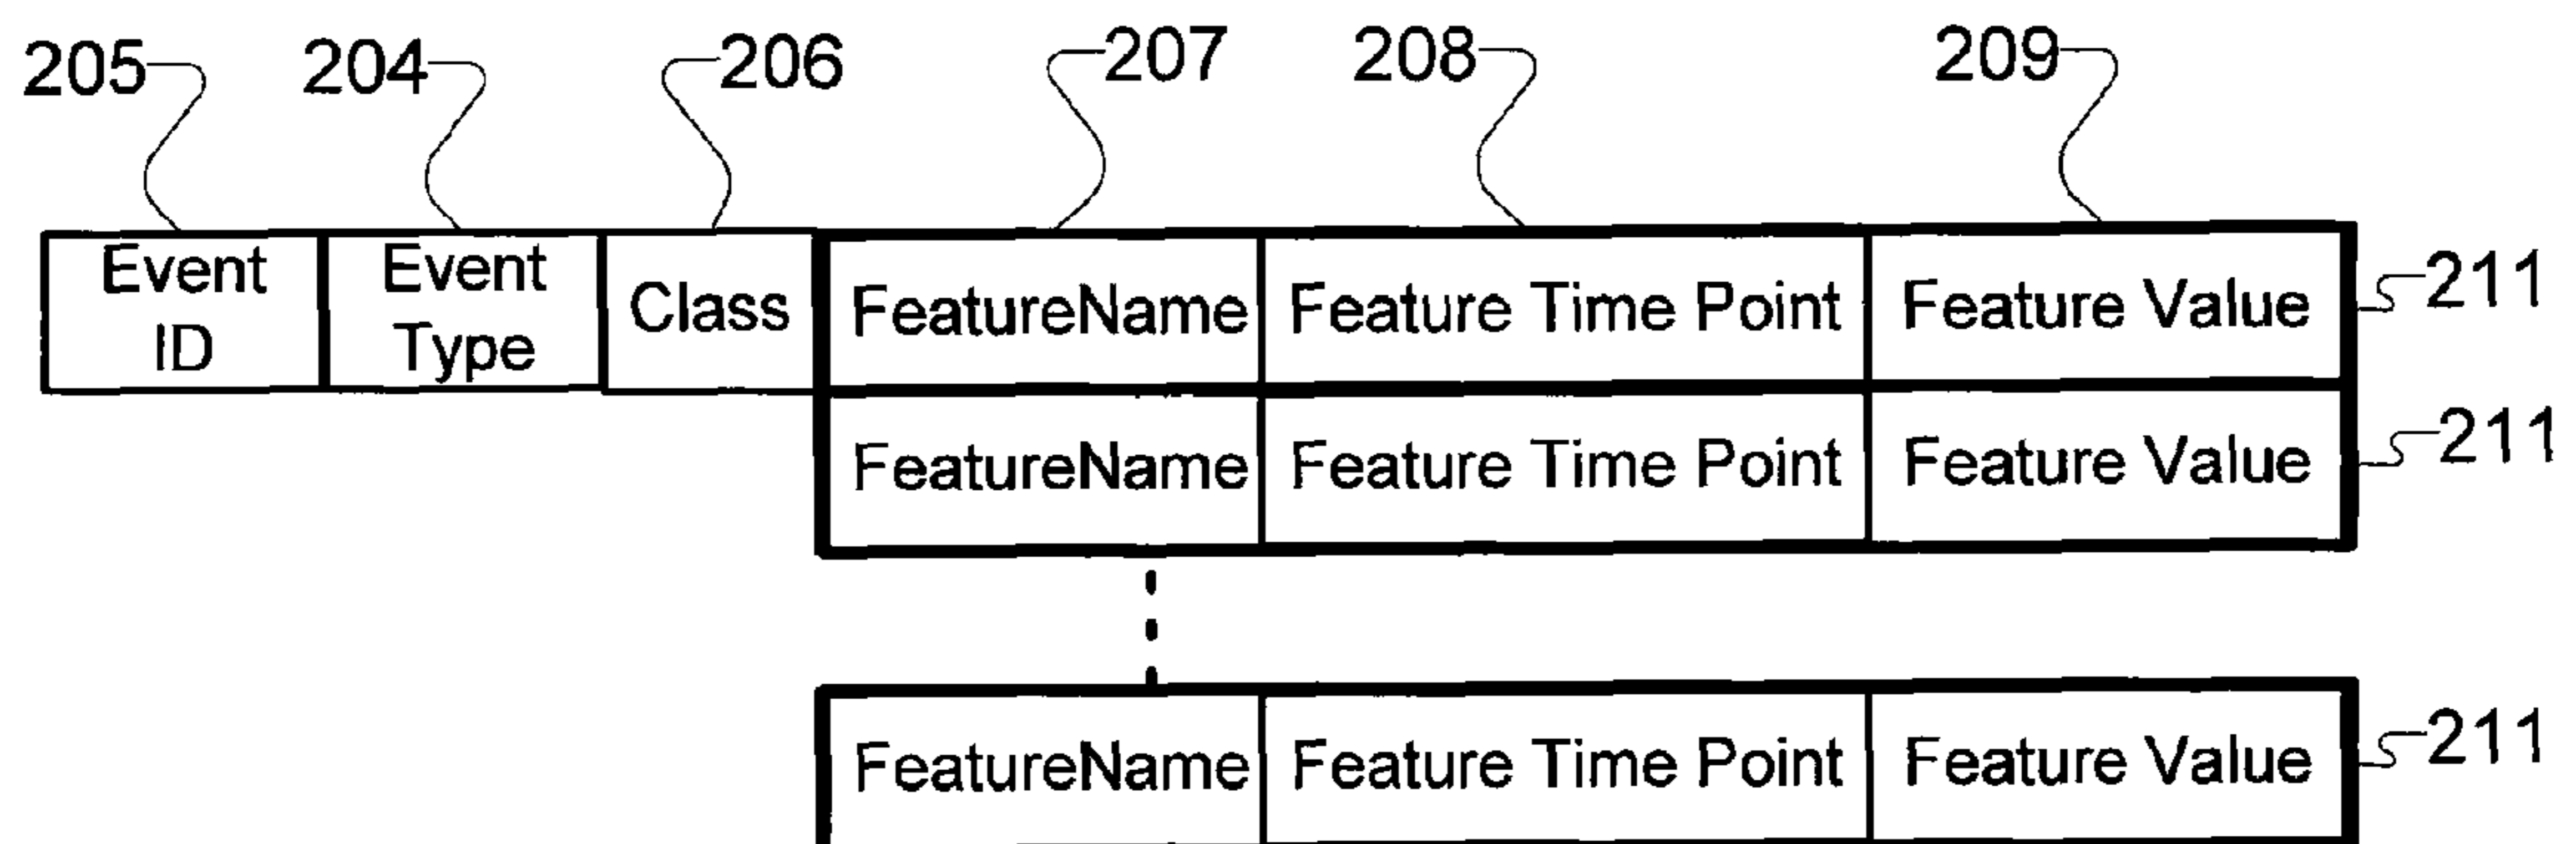 205 204 206 207 208 209
Event ID Event Type Class FeatureName Feature Time Point Feature Value 211
FeatureName Feature Time Point Feature Value 211
FeatureName Feature Time Point Feature Value 211